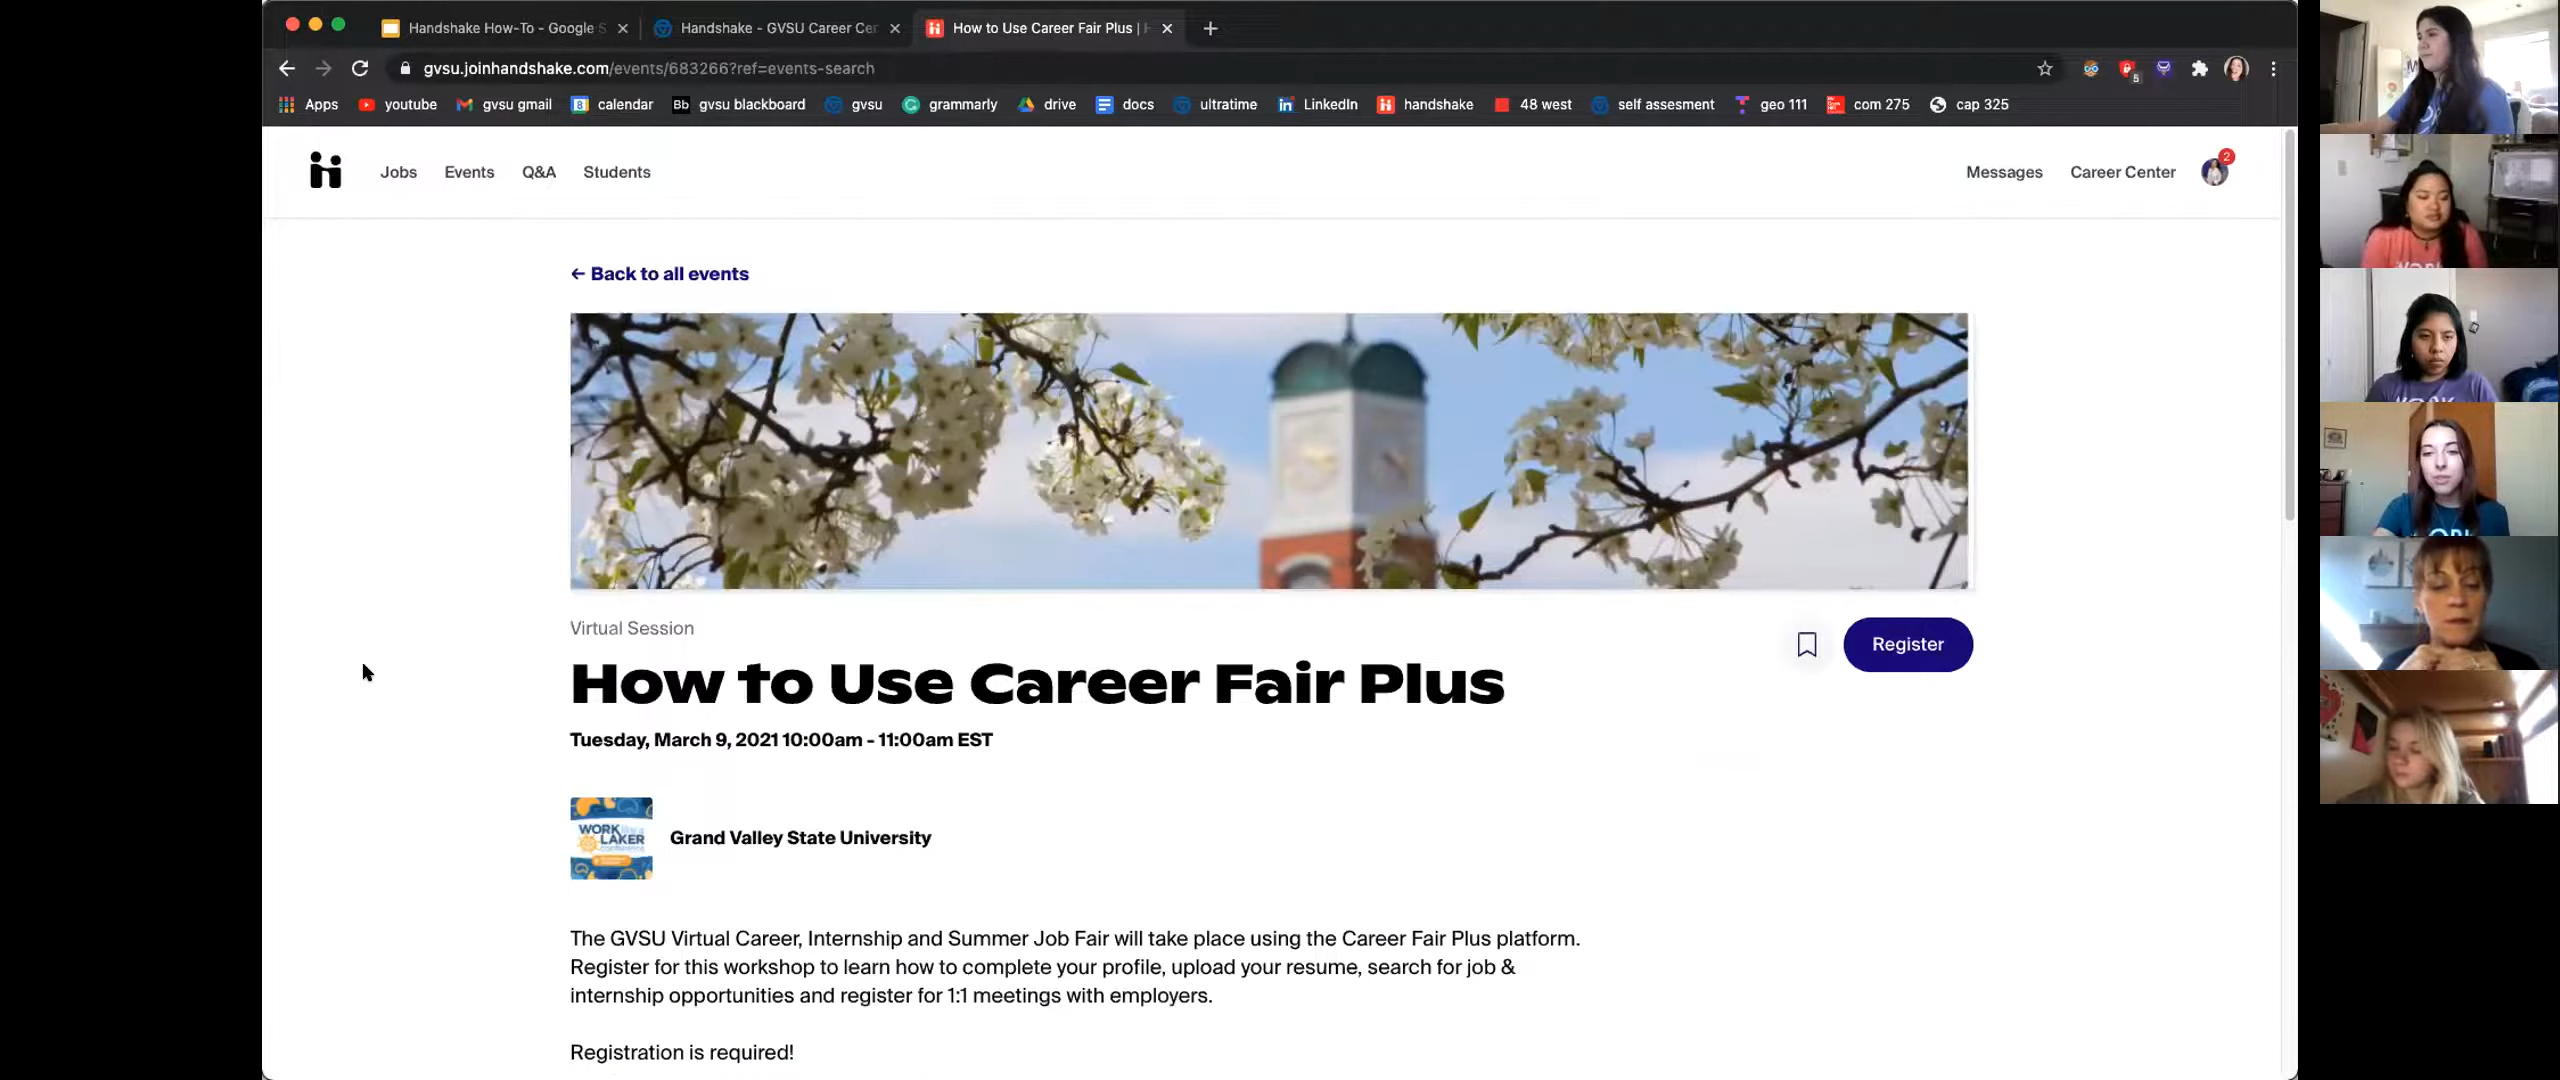 Handshake How-To - Google S
Handshake - GVSU Career Cen
How to Use Career Fair Plus | H
gvsu.joinhandshake.com/events/683266?ref=events-search
5
Apps youtube gvsu gmail 8 calendar Bb gvsu blackboard gvsu grammarly drive docs ultratime in LinkedIn handshake 48 west self assesment geo 111 com 275 cap 325
Jobs Events Q&A Students Messages Career Center 2
← Back to all events
Virtual Session
Register
How to Use Career Fair Plus
Tuesday, March 9, 2021 10:00am - 11:00am EST
WORK
LAKER
Grand Valley State University
The GVSU Virtual Career, Internship and Summer Job Fair will take place using the Career Fair Plus platform.
Register for this workshop to learn how to complete your profile, upload your resume, search for job &
internship opportunities and register for 1:1 meetings with employers.
Registration is required!